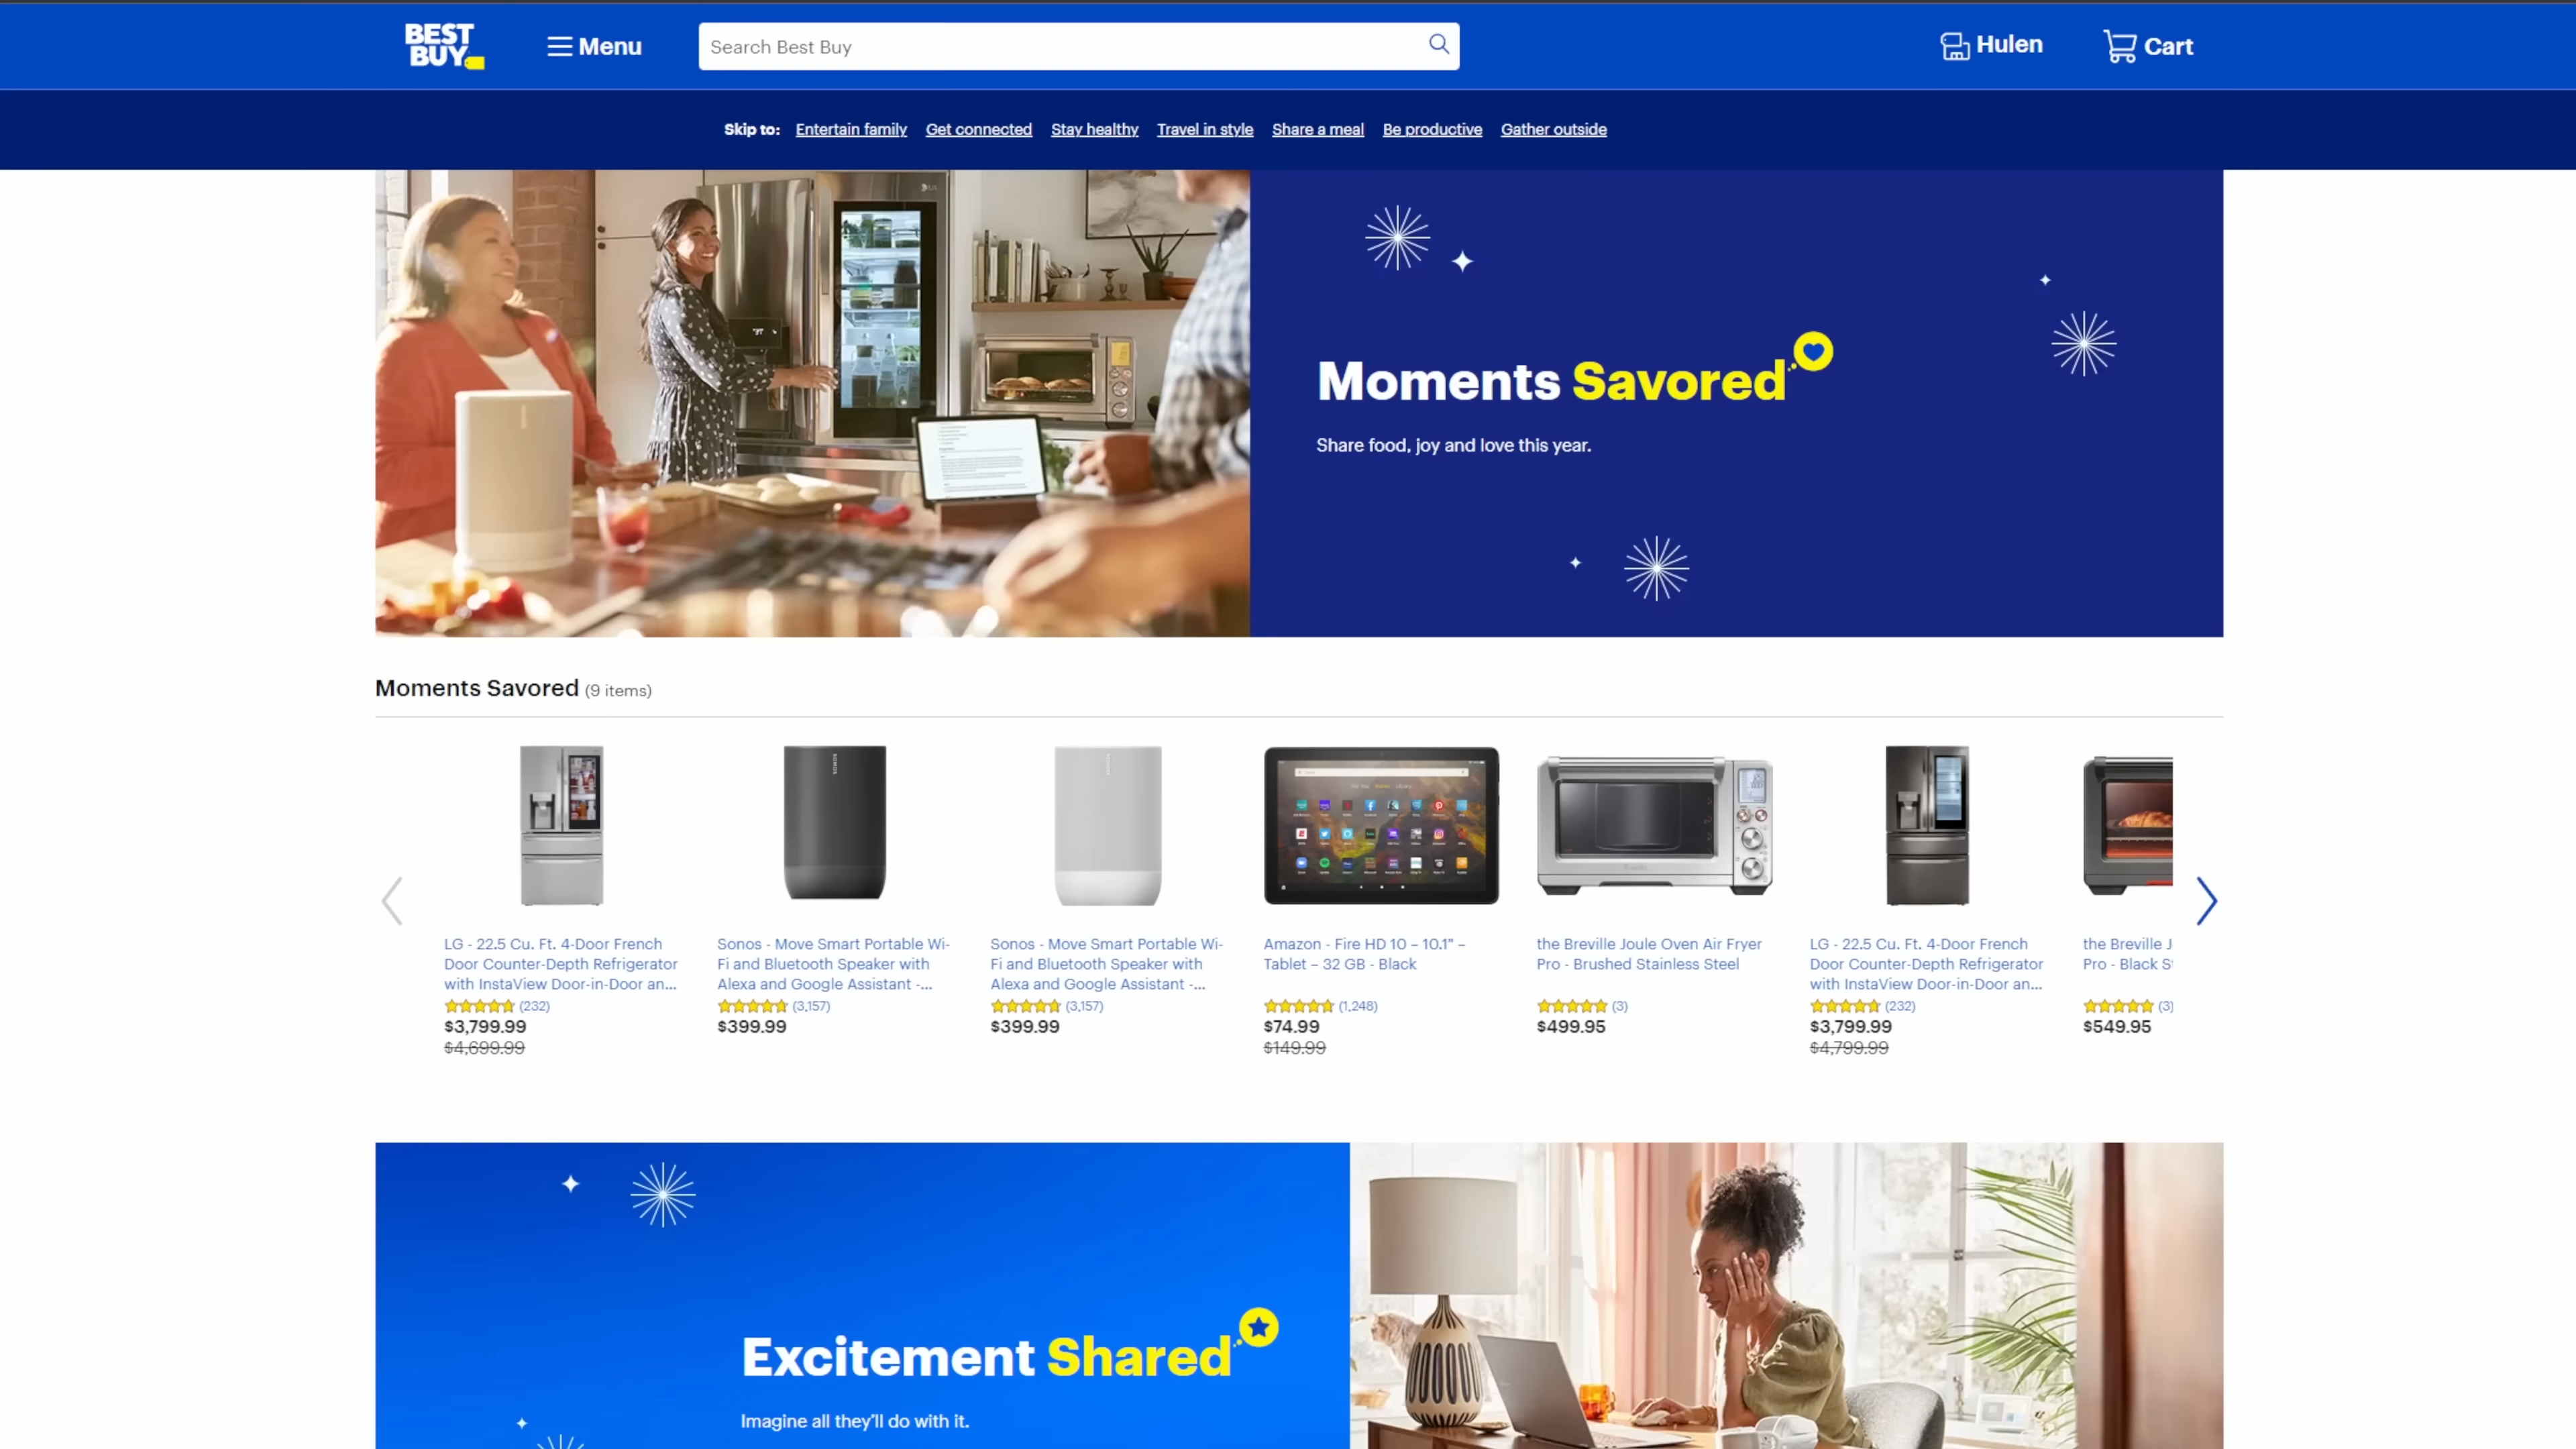 BEST
BUY
Menu
Search Best Buy
Hulen
Cart
Skip to: Entertain family Get connected Stay healthy Travel in style Share a meal Be productive Gather outside
LG
Moments Savored
Share food, joy and love this year.
Moments Savored (9 items)
SONOS
LG - 22.5 Cu. Ft. 4-Door French
Door Counter-Depth Refrigerator
with InstaView Door-in-Door an...
(232)
$3,799.99
$4,699.99
Sonos - Move Smart Portable Wi-
Fi and Bluetooth Speaker with
Alexa and Google Assistant -...
(3,157)
$399.99
Sonos - Move Smart Portable Wi-
Fi and Bluetooth Speaker with
Alexa and Google Assistant -...
(3,157)
$399.99
Amazon - Fire HD 10 – 10.1" –
Tablet – 32 GB - Black
(1,248)
$74.99
$149.99
the Breville Joule Oven Air Fryer
Pro - Brushed Stainless Steel
(3)
$499.95
LG - 22.5 Cu. Ft. 4-Door French
Door Counter-Depth Refrigerator
with InstaView Door-in-Door an...
(232)
$3,799.99
$4,799.99
the Breville J
Pro - Black S
(3)
$549.95
Excitement Shared
Imagine all they'll do with it.